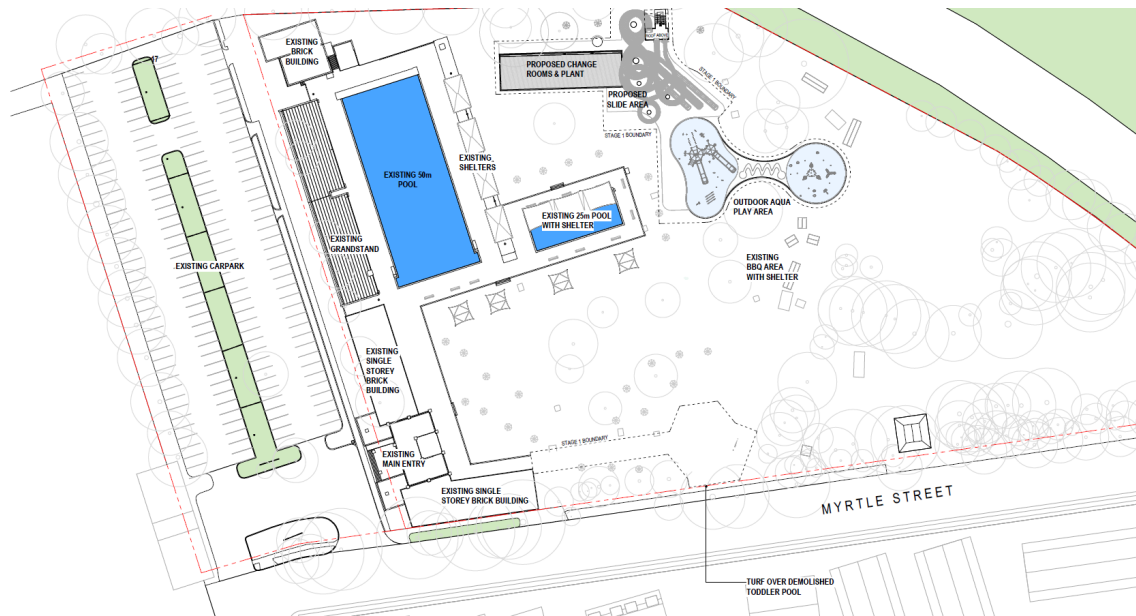 EXISTING
BRICK
BUILDING
47
ROOF ABOVE
PROPOSED CHANGE
ROOMS & PLANT
PROPOSED
SLIDE AREA
STAGE 1 BOUNDARY
STAGE 1 BOUNDARY
EXISTING
SHELTERS
EXISTING 50m
POOL
EXISTING 25m POOL
WITH SHELTER
OUTDOOR AQUA
PLAY AREA
EXISTING
GRANDSTAND
EXISTING CARPARK
EXISTING
BBQ AREA
WITH SHELTER
EXISTING
SINGLE
STOREY
BRICK
BUILDING
STAGE 1 BOUNDARY
EXISTING
MAIN ENTRY
EXISTING SINGLE
STOREY BRICK BUILDING
MYRTLE STREET
TURF OVER DEMOLISHED
TODDLER POOL